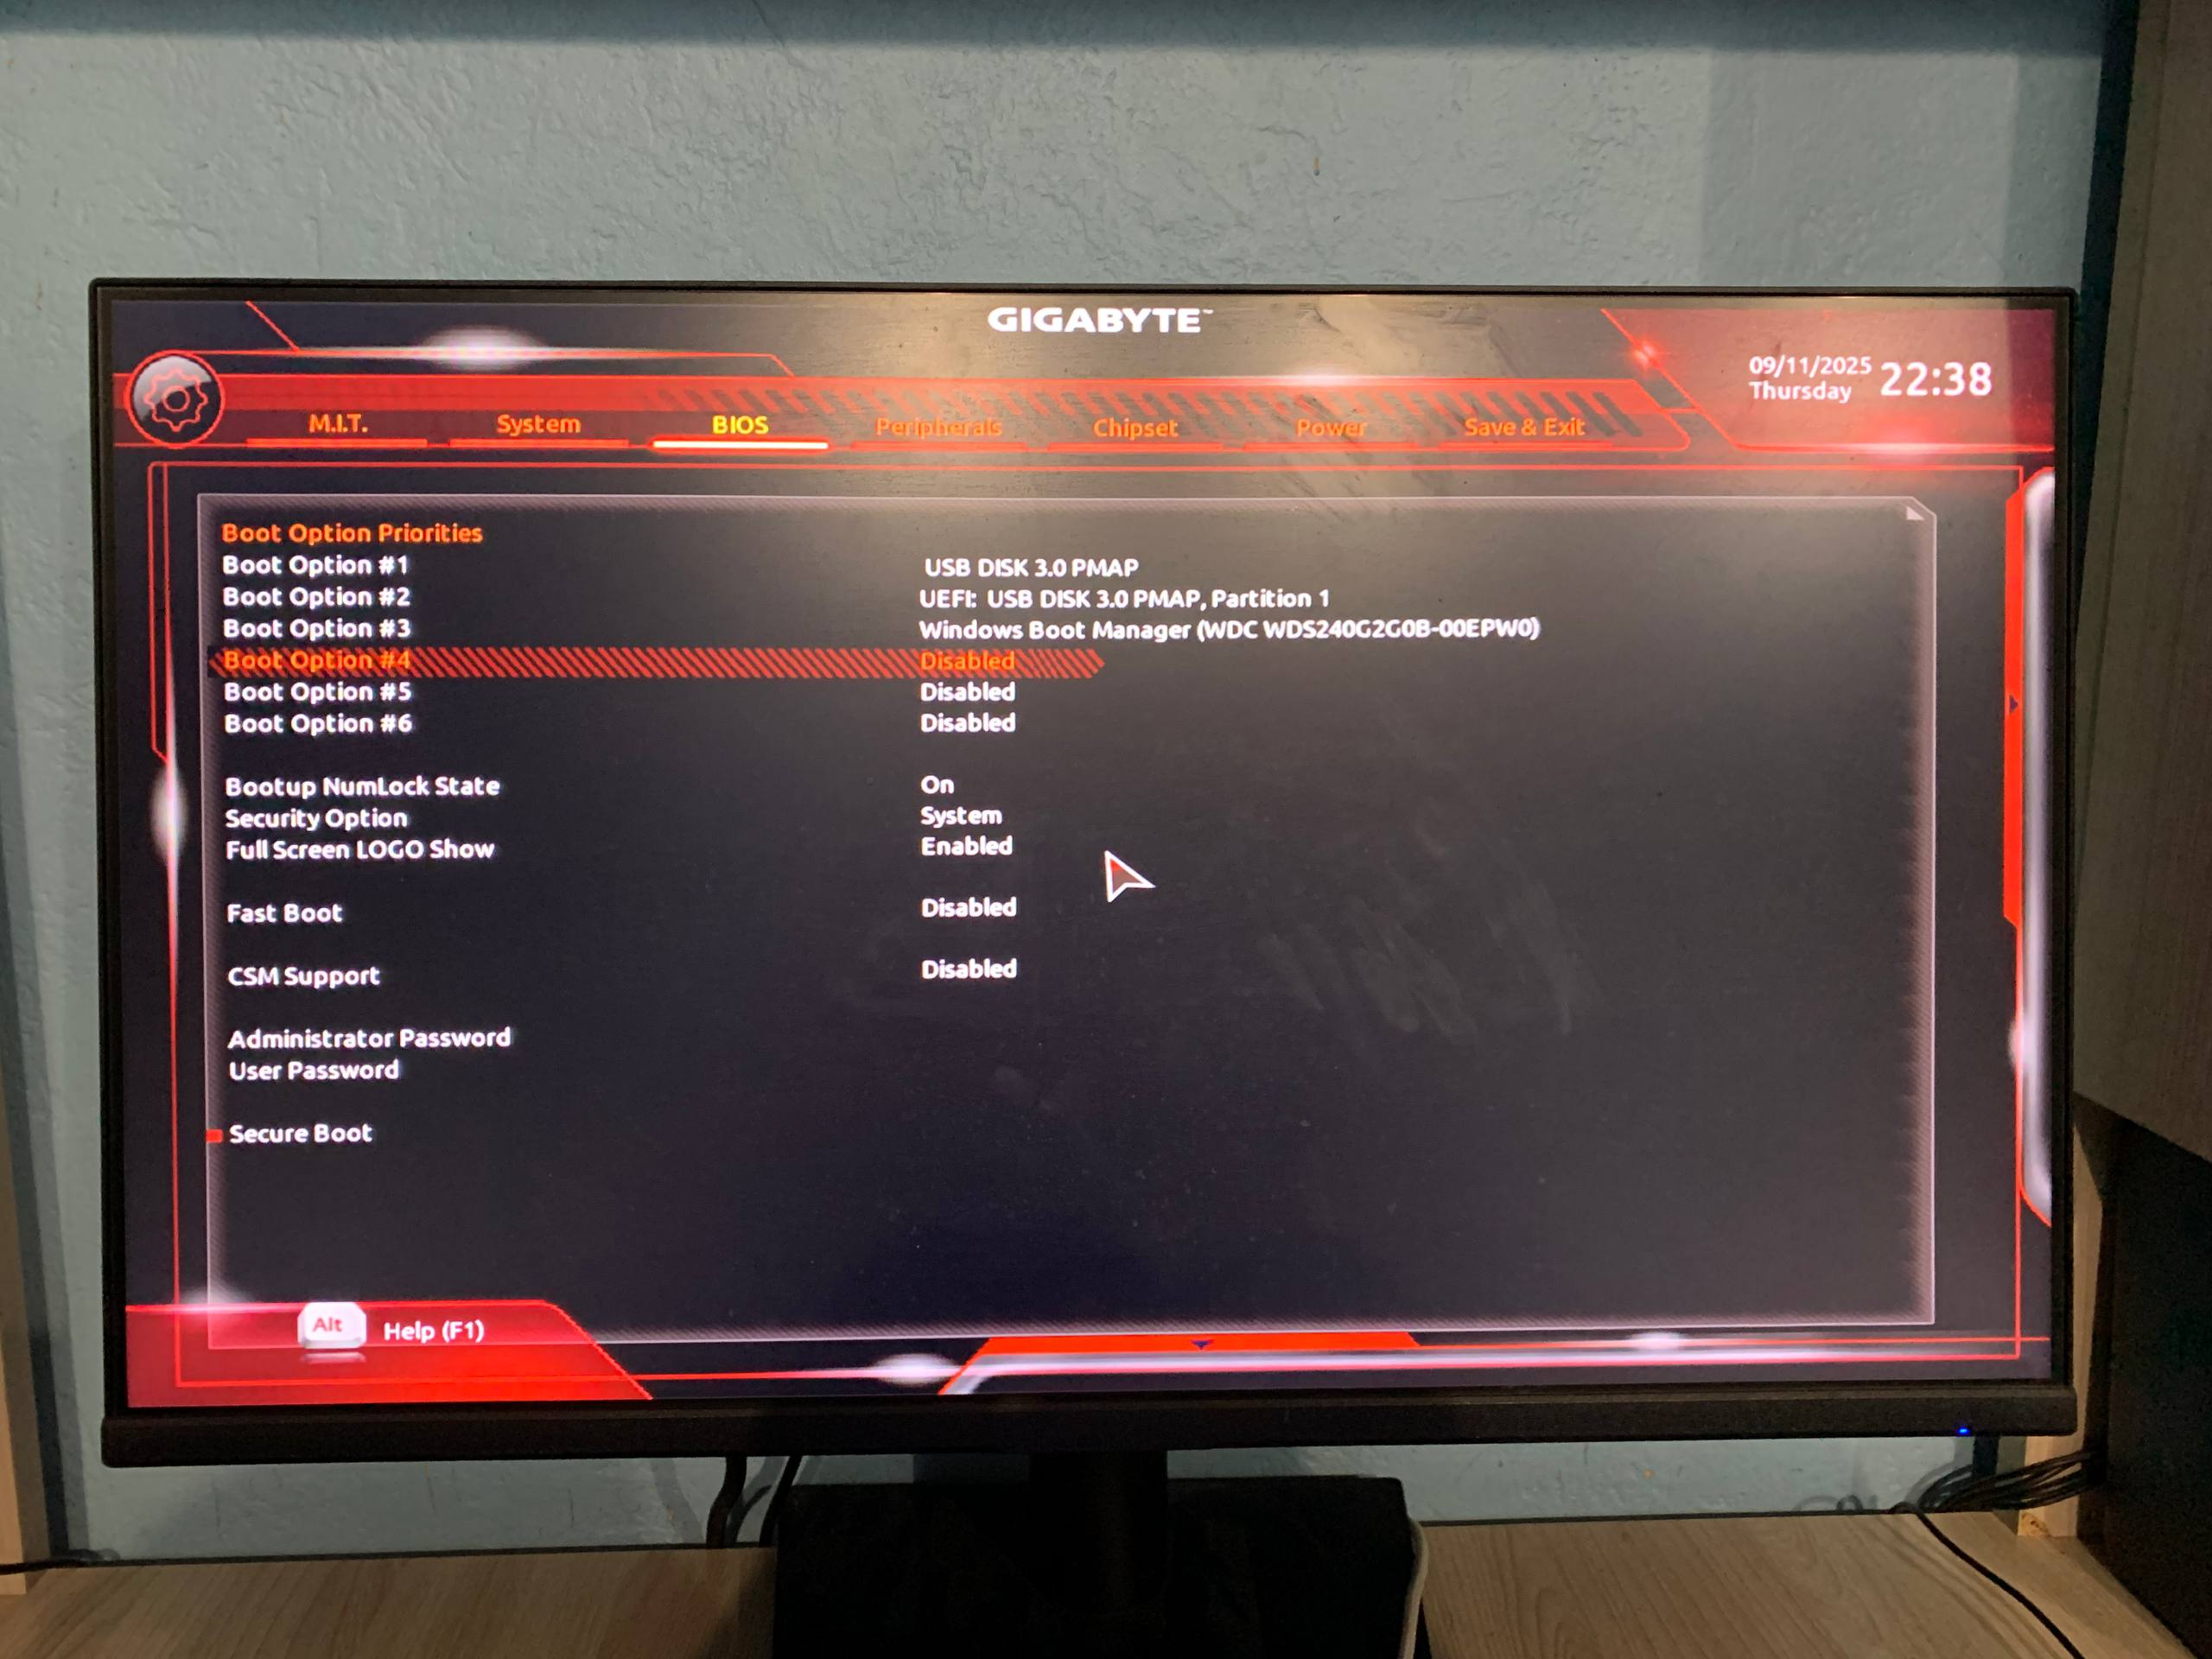 GIGABYTE™
09/11/2025
Thursday
22:38
M.I.T. System BIOS Peripherals Chipset Power Save & Exit
Boot Option Priorities
Boot Option #1 USB DISK 3.0 PMAP
Boot Option #2 UEFI: USB DISK 3.0 PMAP, Partition 1
Boot Option #3 Windows Boot Manager (WDC WDS240G2G0B-00EPW0)
Boot Option #4 Disabled
Boot Option #5 Disabled
Boot Option #6 Disabled
Bootup NumLock State On
Security Option System
Full Screen LOGO Show Enabled
Fast Boot Disabled
CSM Support Disabled
Administrator Password
User Password
Secure Boot
Alt Help (F1)